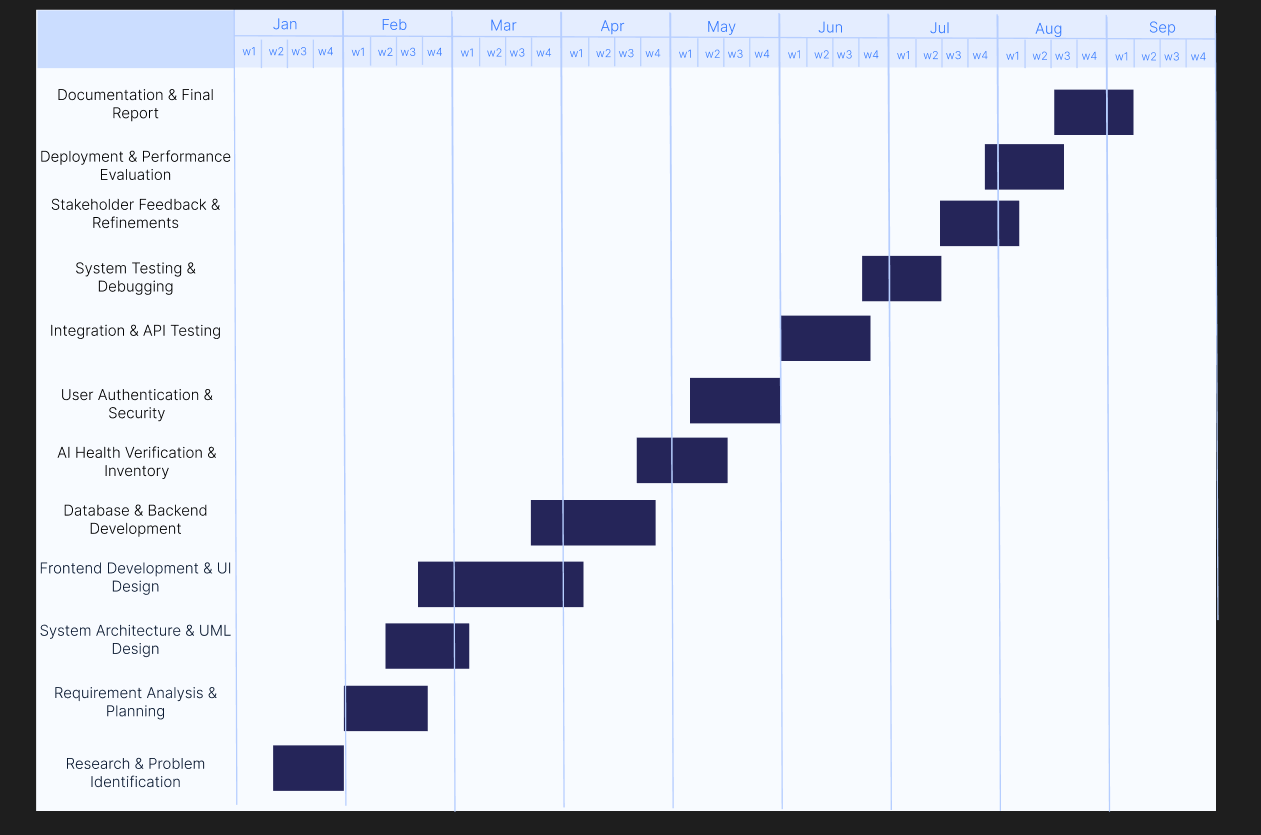 Jan Feb Mar Apr May Jun Jul Aug Sep
w1 w2 w3 w4 w1 w2 w3 w4 w1 w2 w3 w4 w1 w2 w3 w4 w1 w2 w3 w4 w1 w2 w3 w4 w1 w2 w3 w4 w1 w2 w3 w4 w1 w2 w3 w4
Documentation & Final
Report
Deployment & Performance
Evaluation
Stakeholder Feedback &
Refinements
System Testing &
Debugging
Integration & API Testing
User Authentication &
Security
AI Health Verification &
Inventory
Database & Backend
Development
Frontend Development & UI
Design
System Architecture & UML
Design
Requirement Analysis &
Planning
Research & Problem
Identification